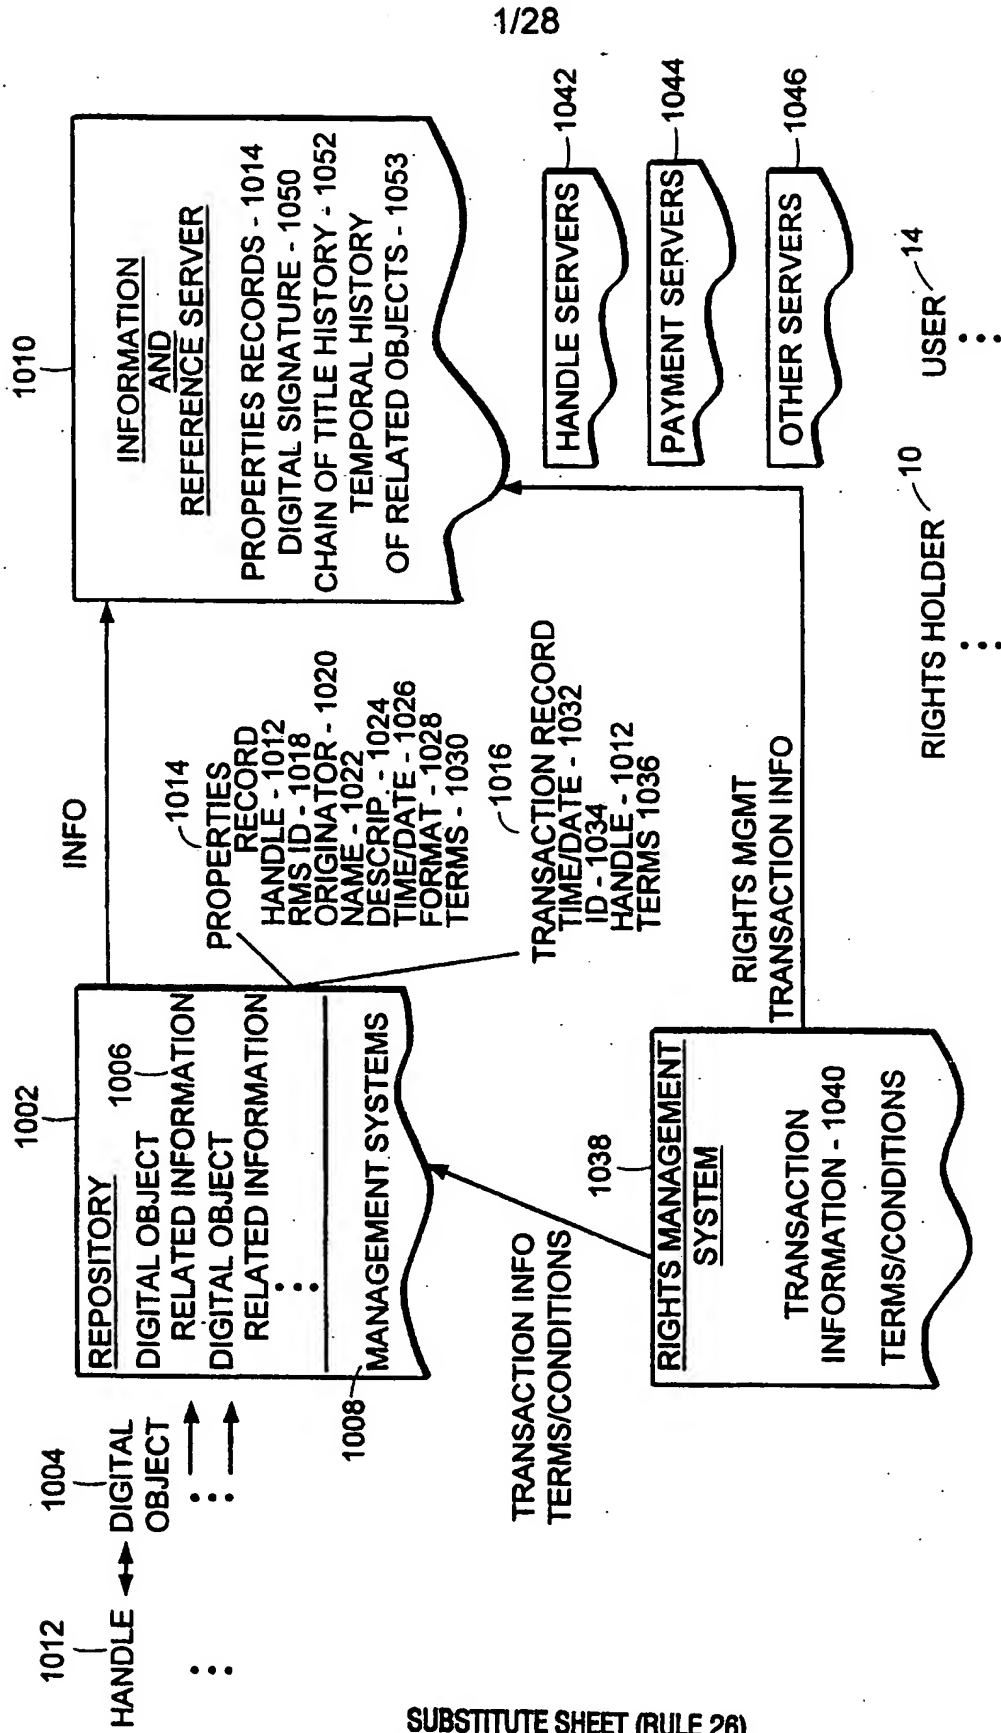 1/28
1012
HANDLE
1004
DIGITAL
OBJECT
1002
REPOSITORY
DIGITAL OBJECT
1006
RELATED INFORMATION
DIGITAL OBJECT
RELATED INFORMATION
MANAGEMENT SYSTEMS
1008
INFO
1014
PROPERTIES
RECORD
HANDLE - 1012
RMS ID - 1018
ORIGINATOR - 1020
NAME - 1022
DESCRIP. - 1024
TIME/DATE - 1026
FORMAT - 1028
TERMS - 1030
1016
TRANSACTION RECORD
TIME/DATE - 1032
ID - 1034
HANDLE - 1012
TERMS 1036
1010
INFORMATION
AND
REFERENCE SERVER
PROPERTIES RECORDS - 1014
DIGITAL SIGNATURE - 1050
CHAIN OF TITLE HISTORY - 1052
TEMPORAL HISTORY
OF RELATED OBJECTS - 1053
TRANSACTION INFO
TERMS/CONDITIONS
1038
RIGHTS MANAGEMENT
SYSTEM
TRANSACTION
INFORMATION - 1040
TERMS/CONDITIONS
RIGHTS MGMT
TRANSACTION INFO
HANDLE SERVERS
1042
PAYMENT SERVERS
1044
OTHER SERVERS
1046
RIGHTS HOLDER
10
USER
14
SUBSTITUTE SHEET (RULE 26)